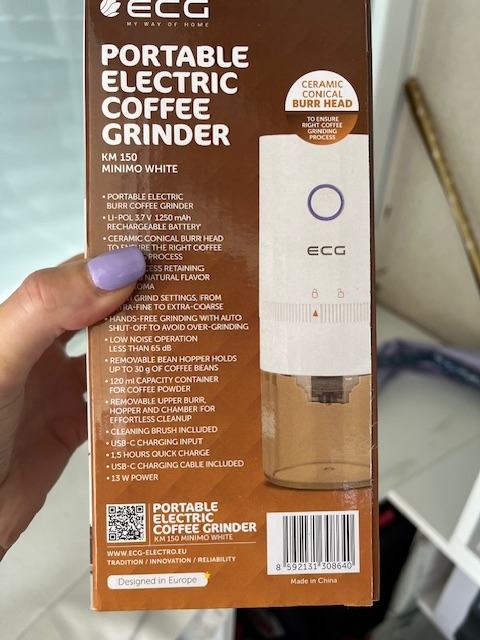 ECG
MY WAY OF HOME
PORTABLE
ELECTRIC
COFFEE
GRINDER
KM 150
MINIMO WHITE
CERAMIC
CONICAL
BURR HEAD
TO ENSURE
RIGHT COFFEE
GRINDING
PROCESS
• PORTABLE ELECTRIC
BURR COFFEE GRINDER
• LI-POL 3.7 V 1250 mAh
RECHARGEABLE BATTERY
• CERAMIC CONICAL BURR HEAD
TO ENSURE THE RIGHT COFFEE
PROCESS
RETAINING
NATURAL FLAVOR
GRIND SETTINGS, FROM
TO EXTRA-COARSE
• HANDS-FREE GRINDING WITH AUTO
SHUT-OFF TO AVOID OVER-GRINDING
• LOW NOISE OPERATION
LESS THAN 65 dB
• REMOVABLE BEAN HOPPER HOLDS
UP TO 30 g OF COFFEE BEANS
• 120 ml CAPACITY CONTAINER
FOR COFFEE POWDER
• REMOVABLE UPPER BURR,
HOPPER AND CHAMBER FOR
EFFORTLESS CLEANUP
• CLEANING BRUSH INCLUDED
• USB-C CHARGING INPUT
• 1,5 HOURS QUICK CHARGE
• USB-C CHARGING CABLE INCLUDED
• 13 W POWER
ECG
PORTABLE
ELECTRIC
COFFEE GRINDER
KM 150 MINIMO WHITE
WWW.ECG-ELECTRO.EU
TRADITION / INNOVATION / RELIABILITY
Designed in Europe
8 592131 308640
Made in China